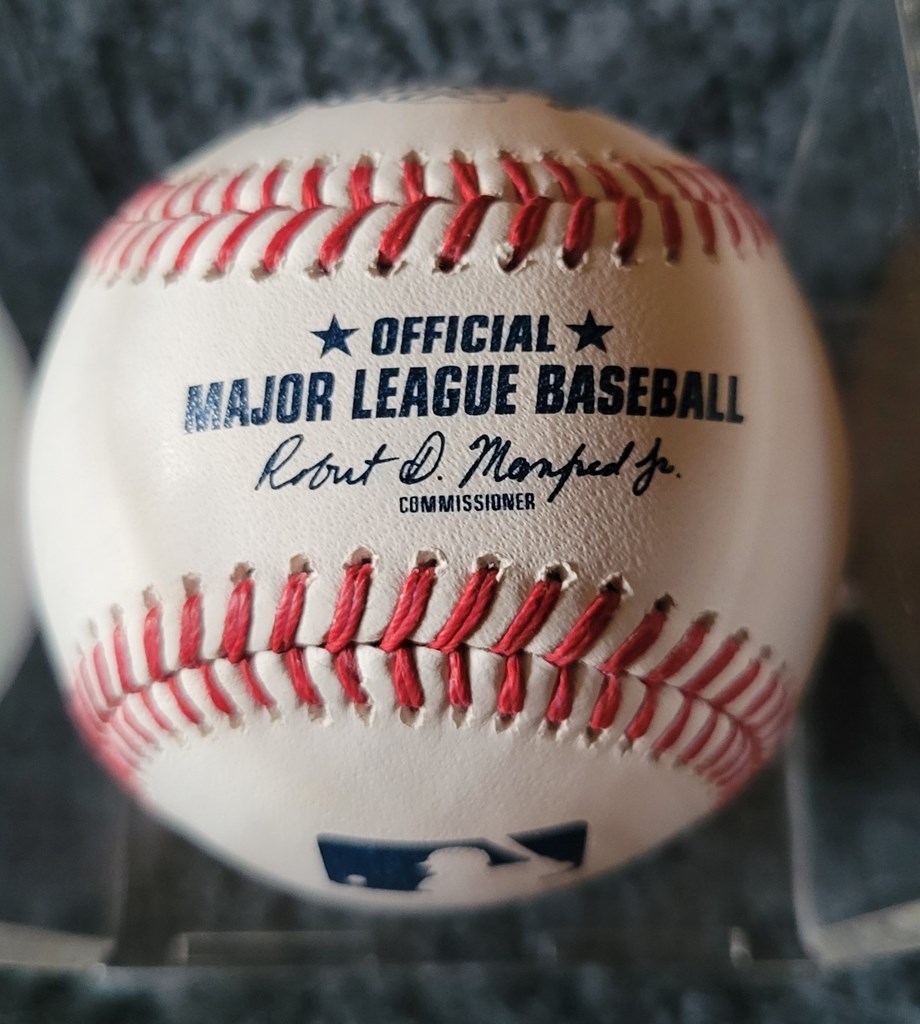 ★ OFFICIAL ★
MAJOR LEAGUE BASEBALL
Robert D. Manfred Jr.
COMMISSIONER